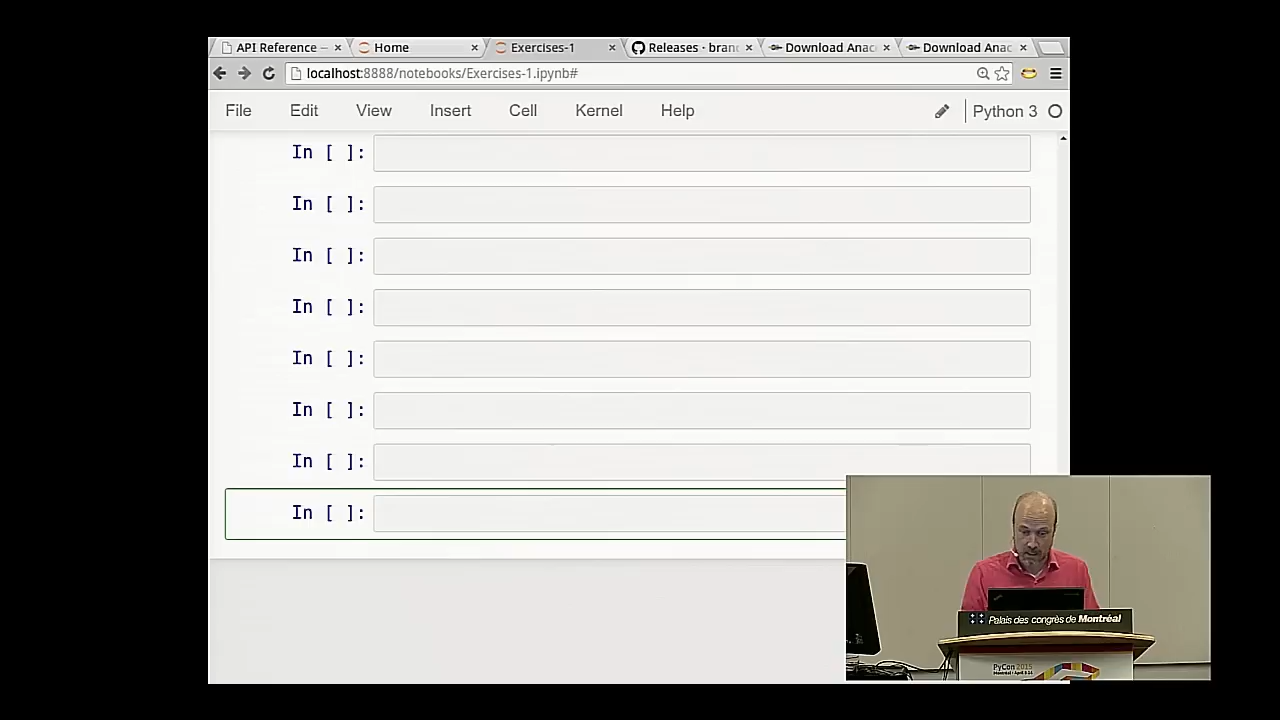 API Reference —
Home
Exercises-1
Releases · bran
Download Anac
Download Anac
localhost:8888/notebooks/Exercises-1.ipynb#
File Edit View Insert Cell Kernel Help Python 3
In [ ]:
In [ ]:
In [ ]:
In [ ]:
In [ ]:
In [ ]:
In [ ]:
In [ ]:
Palais des congrès de Montréal
PyCon 2015